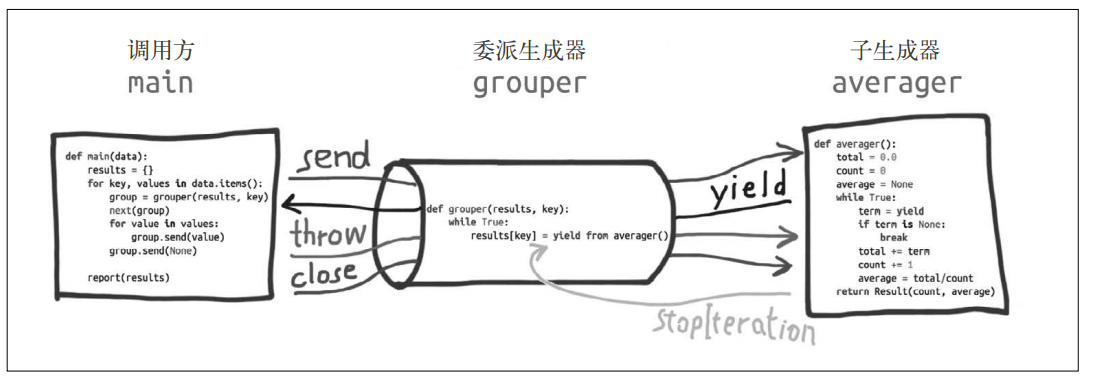 调用方
main
委派生成器
grouper
子生成器
averager
def main(data):
    results = {}
    for key, values in data.items():
        group = grouper(results, key)
        next(group)
        for value in values:
            group.send(value)
        group.send(None)

    report(results)
send
throw
close
def grouper(results, key):
    while True:
        results[key] = yield from averager()
yield
StopIteration
def averager():
    total = 0.0
    count = 0
    average = None
    while True:
        term = yield
        if term is None:
            break
        total += term
        count += 1
        average = total/count
    return Result(count, average)